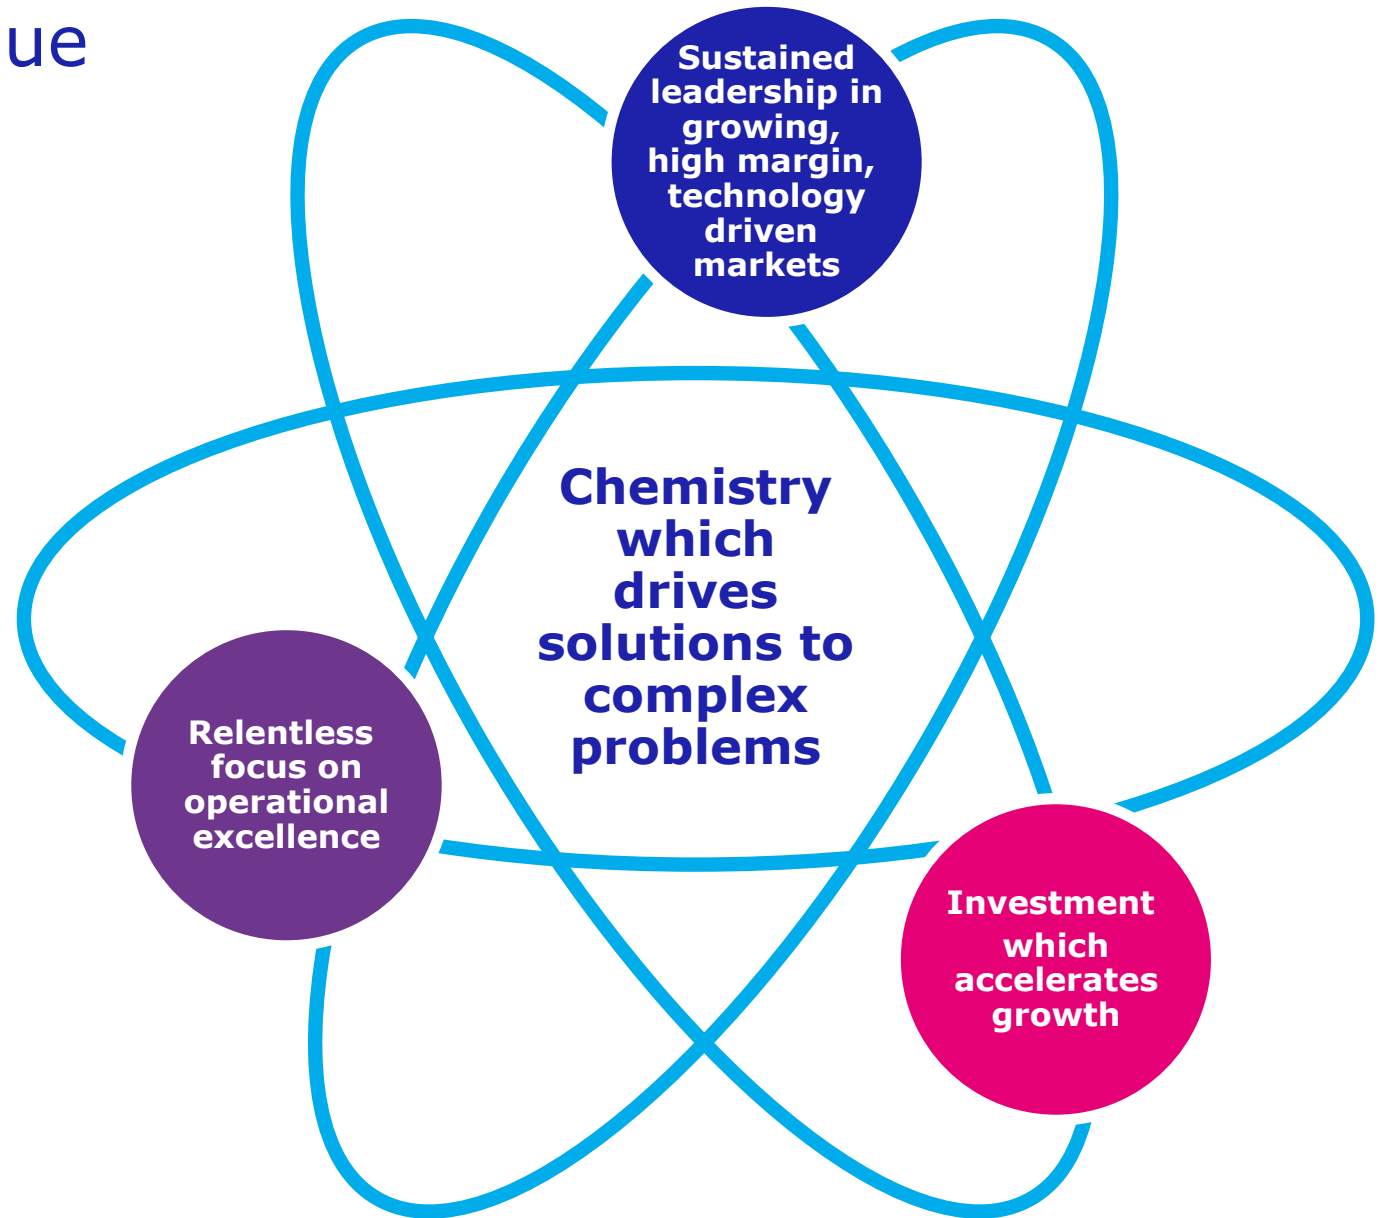 ue
Sustained
leadership in
growing,
high margin,
technology
driven
markets
Chemistry
which
drives
solutions to
complex
problems
Relentless
focus on
operational
excellence
Investment
which
accelerates
growth